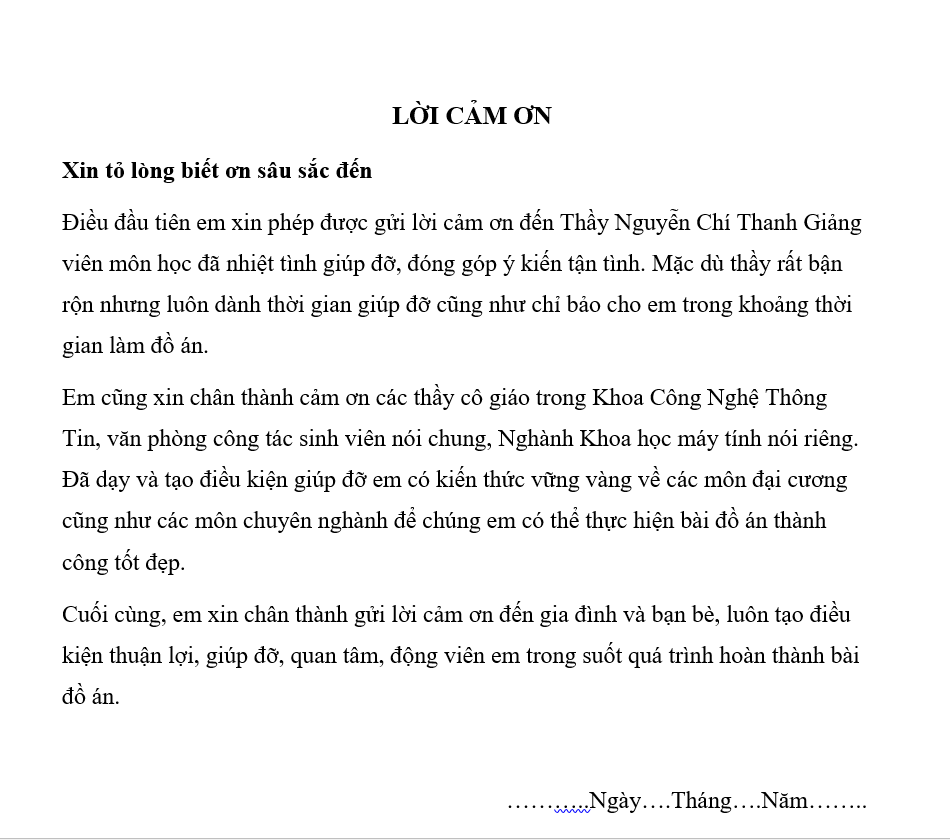 LỜI CẢM ƠN
Xin tỏ lòng biết ơn sâu sắc đến
Điều đầu tiên em xin phép được gửi lời cảm ơn đến Thầy Nguyễn Chí Thanh Giảng
viên môn học đã nhiệt tình giúp đỡ, đóng góp ý kiến tận tình. Mặc dù thầy rất bận
rộn nhưng luôn dành thời gian giúp đỡ cũng như chỉ bảo cho em trong khoảng thời
gian làm đồ án.
Em cũng xin chân thành cảm ơn các thầy cô giáo trong Khoa Công Nghệ Thông
Tin, văn phòng công tác sinh viên nói chung, Nghành Khoa học máy tính nói riêng.
Đã dạy và tạo điều kiện giúp đỡ em có kiến thức vững vàng về các môn đại cương
cũng như các môn chuyên nghành để chúng em có thể thực hiện bài đồ án thành
công tốt đẹp.
Cuối cùng, em xin chân thành gửi lời cảm ơn đến gia đình và bạn bè, luôn tạo điều
kiện thuận lợi, giúp đỡ, quan tâm, động viên em trong suốt quá trình hoàn thành bài
đồ án.
………..Ngày….Tháng….Năm……..